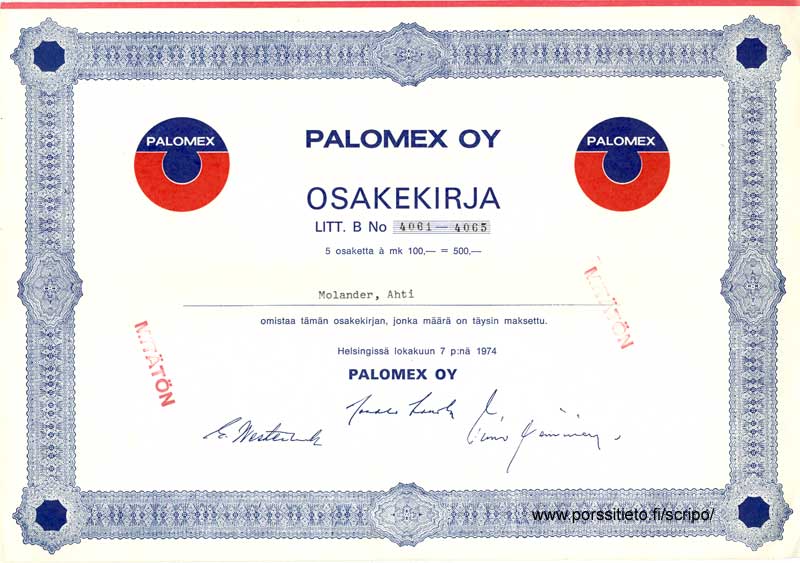 PALOMEX
PALOMEX OY
PALOMEX
OSAKEKIRJA
LITT. B No 4061 — 4065
5 osaketta à mk 100,— = 500,—
Molander, Ahti
omistaa tämän osakekirjan, jonka määrä on täysin maksettu.
MITÄTÖN
MITÄTÖN
Helsingissä lokakuun 7 p:nä 1974
PALOMEX OY
www.porssitieto.fi/scripo/